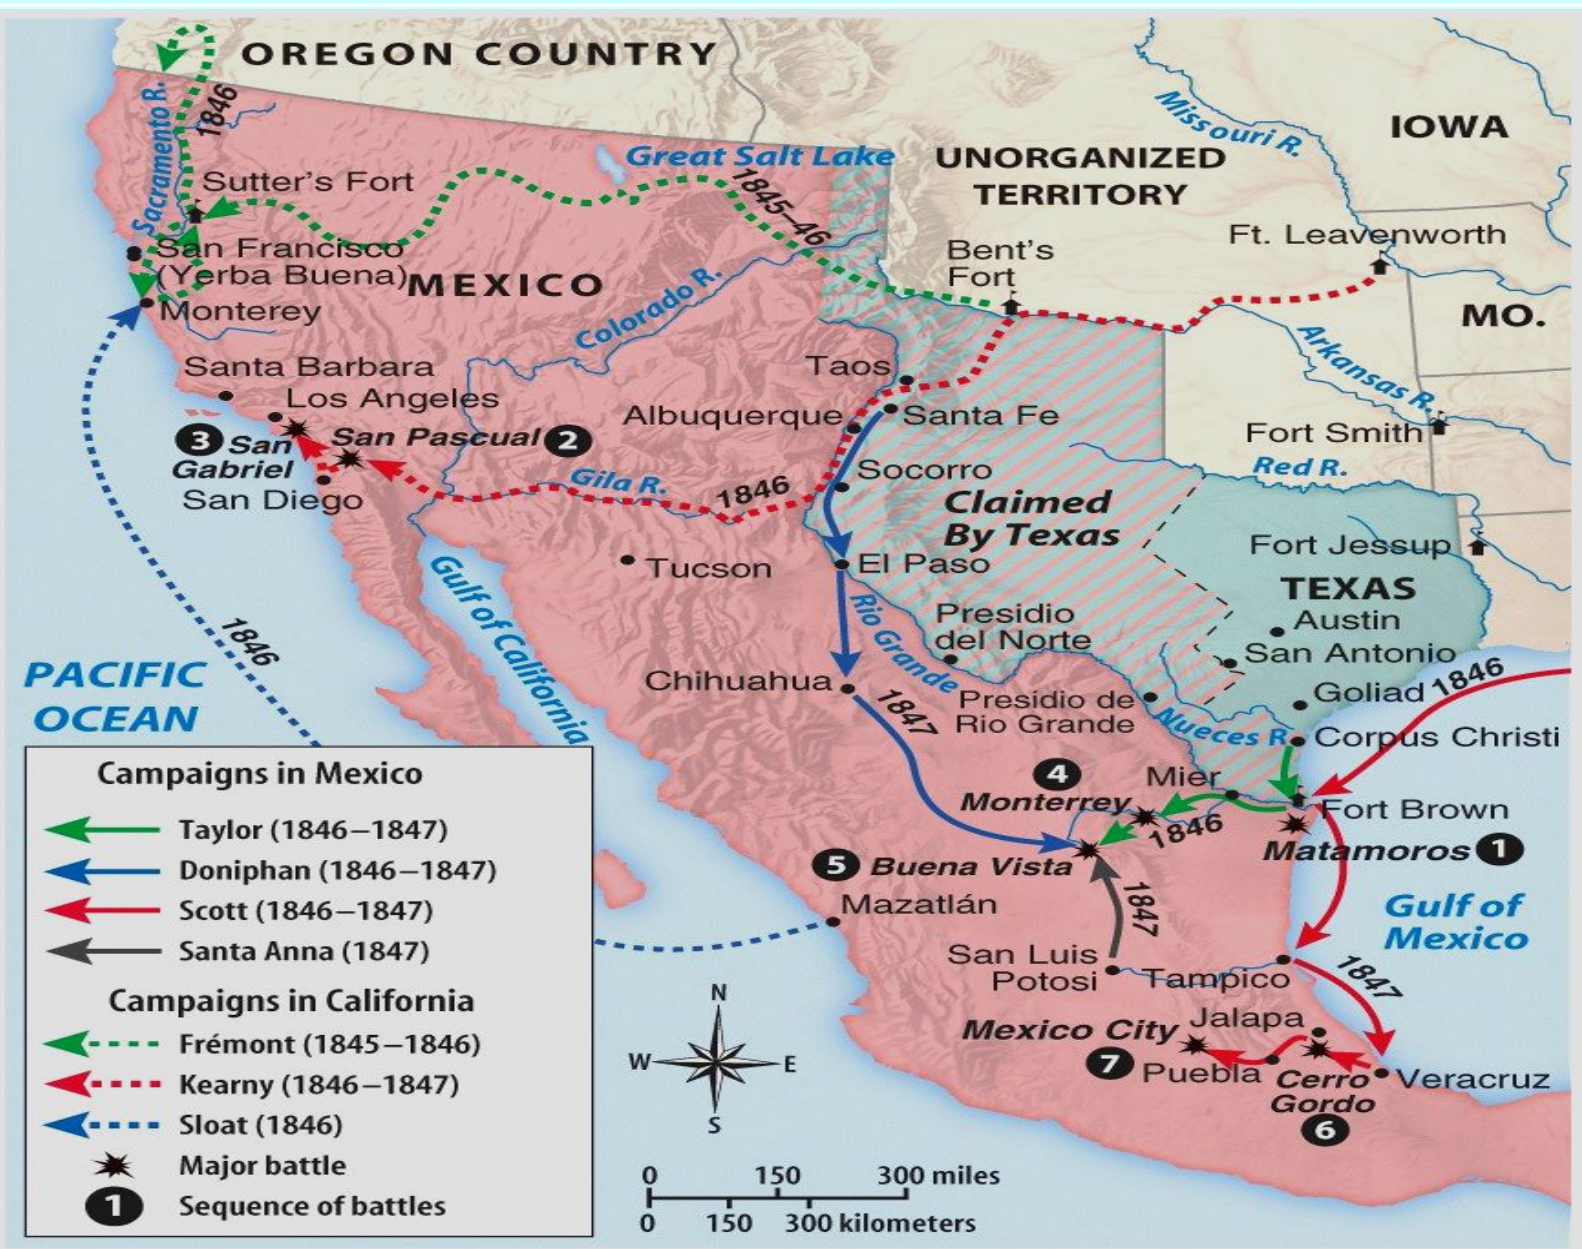 OREGON COUNTRY
Sacramento R.
1846
Missouri R.
IOWA
Great Salt Lake
UNORGANIZED
TERRITORY
1845–46
Sutter's Fort
Ft. Leavenworth
San Francisco
(Yerba Buena)
MEXICO
Bent's
Fort
Monterey
Colorado R.
MO.
Arkansas R.
Santa Barbara
Taos
Los Angeles
Albuquerque
Santa Fe
3
San
Gabriel
San Pascual
2
Fort Smith
Red R.
San Diego
Gila R.
1846
Socorro
Claimed
By Texas
Fort Jessup
Tucson
El Paso
TEXAS
Gulf of California
Rio Grande
Presidio
del Norte
Austin
San Antonio
1846
PACIFIC
OCEAN
Chihuahua
1847
Presidio de
Rio Grande
Goliad
1846
Nueces R.
Corpus Christi
4
Monterrey
Mier
Fort Brown
1846
Matamoros
1
5
Buena Vista
Mazatlán
1847
Gulf of
Mexico
San Luis
Potosi
Tampico
1847
Mexico City
Jalapa
7
Puebla
Cerro
Gordo
6
Veracruz
Campaigns in Mexico
Taylor (1846–1847)
Doniphan (1846–1847)
Scott (1846–1847)
Santa Anna (1847)
Campaigns in California
Frémont (1845–1846)
Kearny (1846–1847)
Sloat (1846)
Major battle
1 Sequence of battles
N
W E
S
0 150 300 miles
0 150 300 kilometers